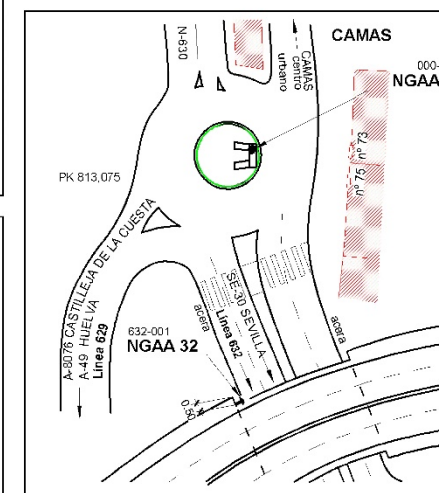 N-630
CAMAS
centro
urbano
CAMAS
000-
NGAA
nº 73
nº 75
PK 813,075
A-8076 CASTILLEJA DE LA CUESTA
A-49 HUELVA
Línea 629
632-001
NGAA 32
acera
Línea 632
SE-30 SEVILLA
acera
0.50